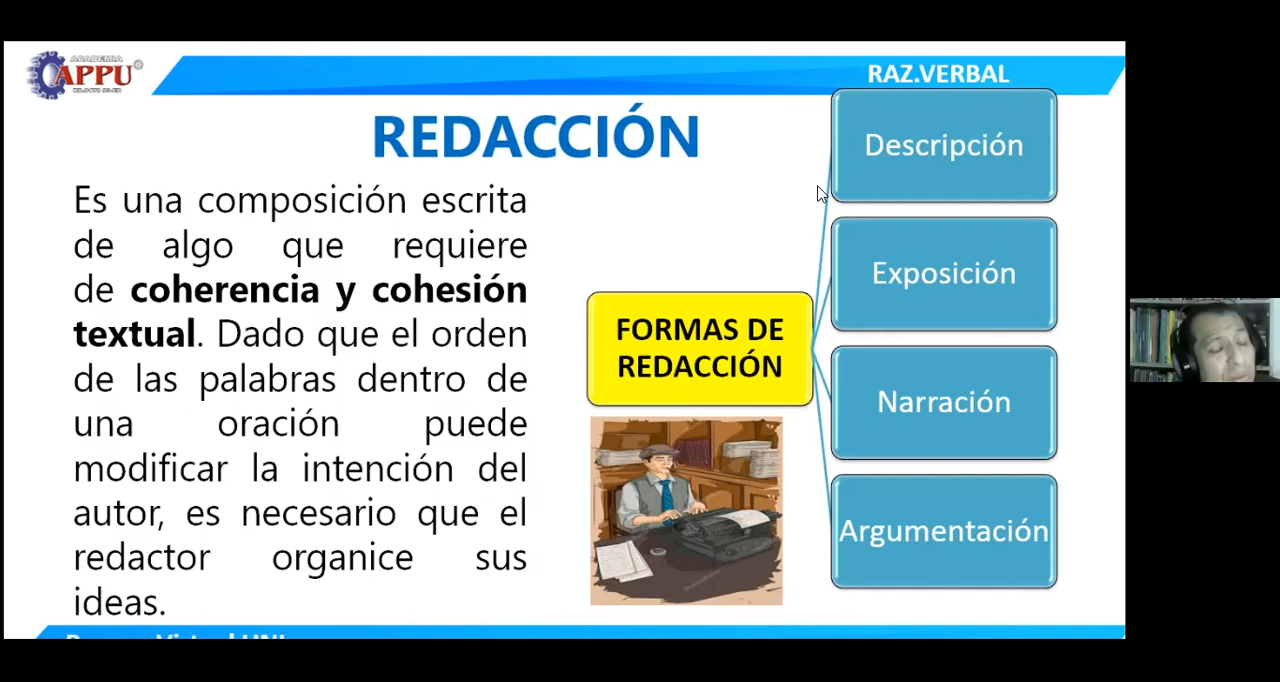 ACADEMIA
APPU
RAZ.VERBAL
REDACCIÓN
Es una composición escrita
de algo que requiere
de coherencia y cohesión
textual. Dado que el orden
de las palabras dentro de
una oración puede
modificar la intención del
autor, es necesario que el
redactor organice sus
ideas.
FORMAS DE
REDACCIÓN
Descripción
Exposición
Narración
Argumentación